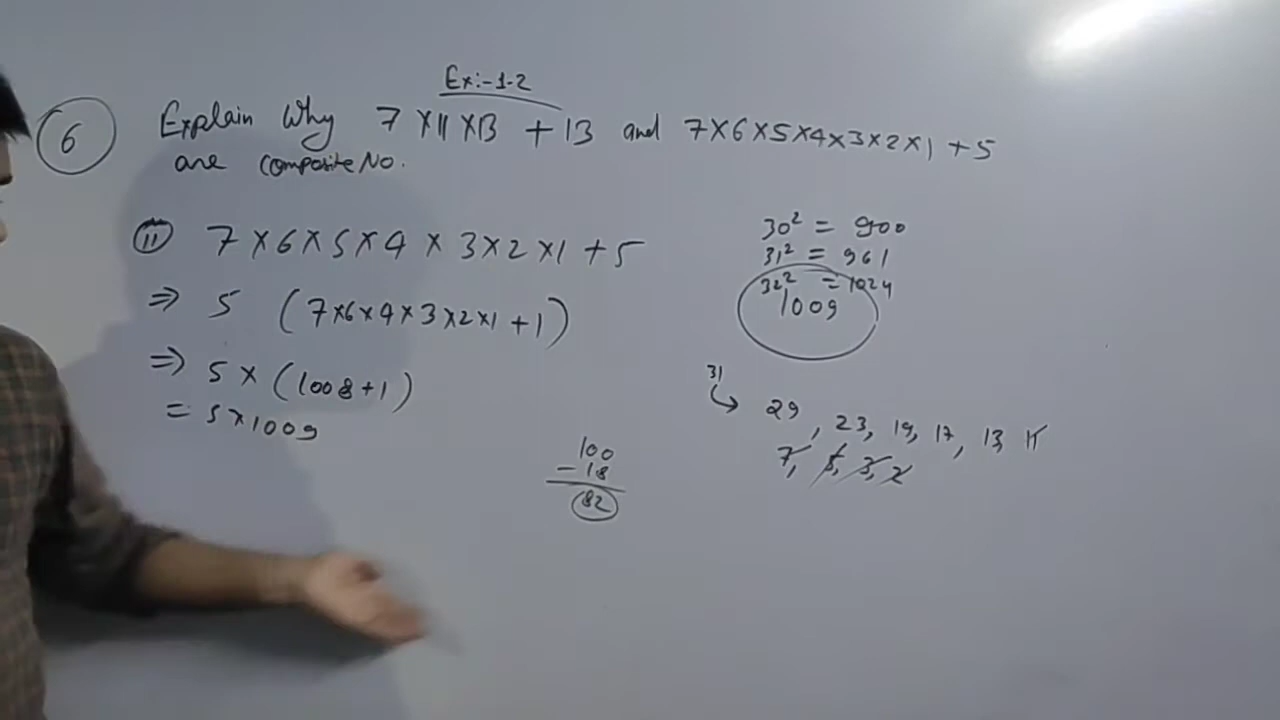 Ex:-1.2
6 Explain Why 7 × 11 × 13 + 13 and 7×6×5×4×3×2×1 + 5
are composite No.
ii 7 × 6 × 5 × 4 × 3 × 2 × 1 + 5
⇒ 5 (7×6×4×3×2×1 + 1)
⇒ 5 × (1008 + 1)
= 5 × 1009
30² = 900
31² = 961
32² = 1024
1009
31
29, 23, 19, 17, 13, 11
7, 5, 3, 2
100
- 18
82